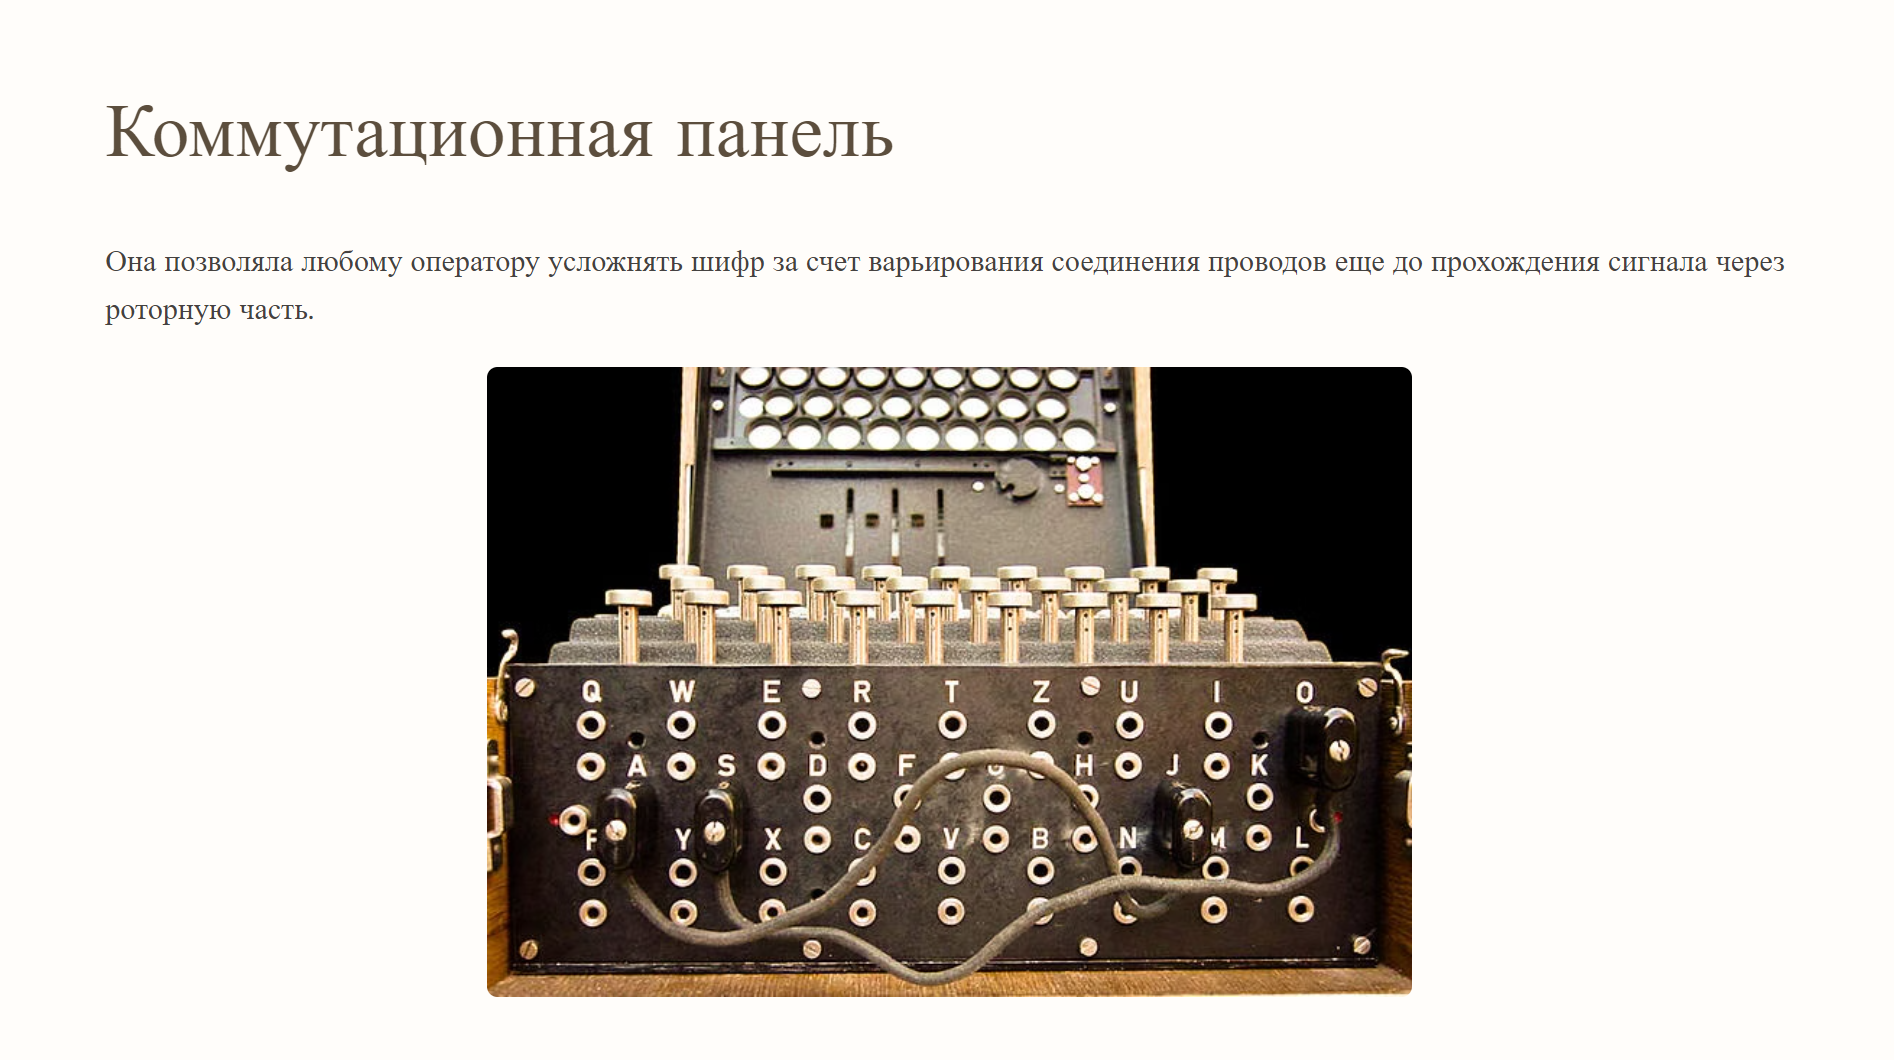 Коммутационная панель
Она позволяла любому оператору усложнять шифр за счет варьирования соединения проводов еще до прохождения сигнала через
роторную часть.
Q W E R T Z U I O
A S D F G H J K
P Y X C V B N M L